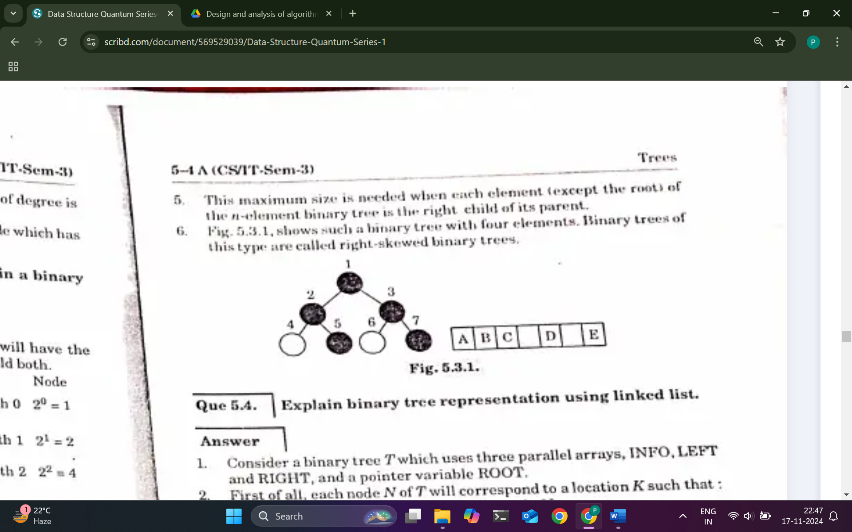 Data Structure Quantum Series
Design and analysis of algorith
scribd.com/document/569529039/Data-Structure-Quantum-Series-1
P
IT-Sem-3)
of degree is
le which has
in a binary
will have the
ld both.
Node
h 0 2⁰ = 1
th 1 2¹ = 2
th 2 2² = 4
5–4 A (CS/IT-Sem-3)
Trees
5. This maximum size is needed when each element (except the root) of
the n-element binary tree is the right child of its parent.
6. Fig. 5.3.1, shows such a binary tree with four elements. Binary trees of
this type are called right-skewed binary trees.
1
2 3
4 5 6 7
A B C D E
Fig. 5.3.1.
Que 5.4. Explain binary tree representation using linked list.
Answer
1. Consider a binary tree T which uses three parallel arrays, INFO, LEFT
and RIGHT, and a pointer variable ROOT.
2. First of all, each node N of T will correspond to a location K such that :
1
22°C
Haze
Search
ENG
IN
22:47
17-11-2024